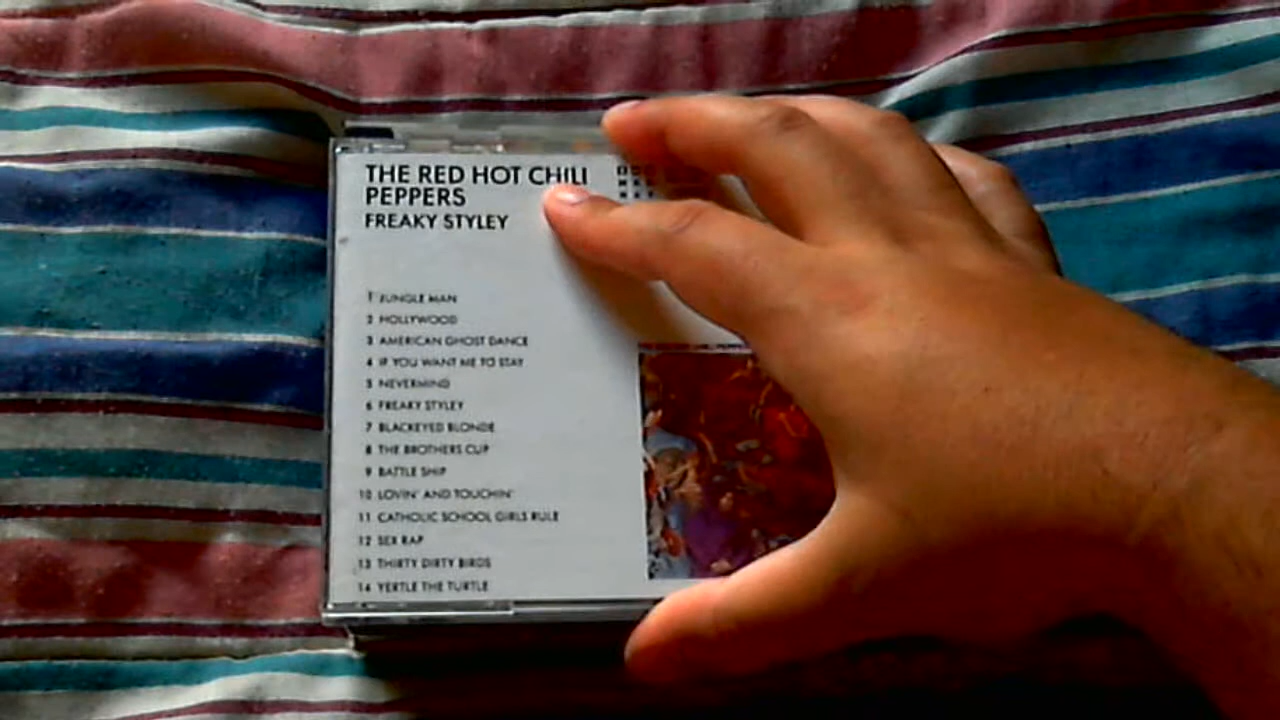 THE RED HOT CHILI
PEPPERS
FREAKY STYLEY
1 JUNGLE MAN
2 HOLLYWOOD
3 AMERICAN GHOST DANCE
4 IF YOU WANT ME TO STAY
5 NEVERMIND
6 FREAKY STYLEY
7 BLACKEYED BLONDE
8 THE BROTHERS CUP
9 BATTLE SHIP
10 LOVIN' AND TOUCHIN'
11 CATHOLIC SCHOOL GIRLS RULE
12 SEX RAP
13 THIRTY DIRTY BIRDS
14 YERTLE THE TURTLE